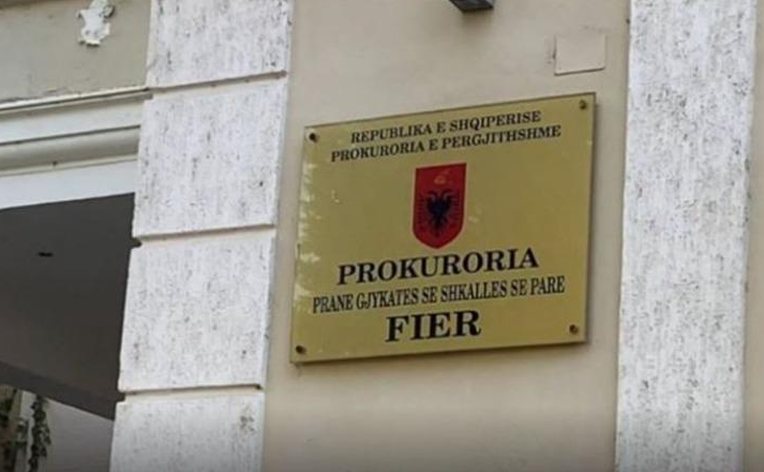 REPUBLIKA E SHQIPERISE
PROKURORIA E PERGJITHSHME
PROKURORIA
PRANE GJYKATES SE SHKALLES SE PARE
FIER